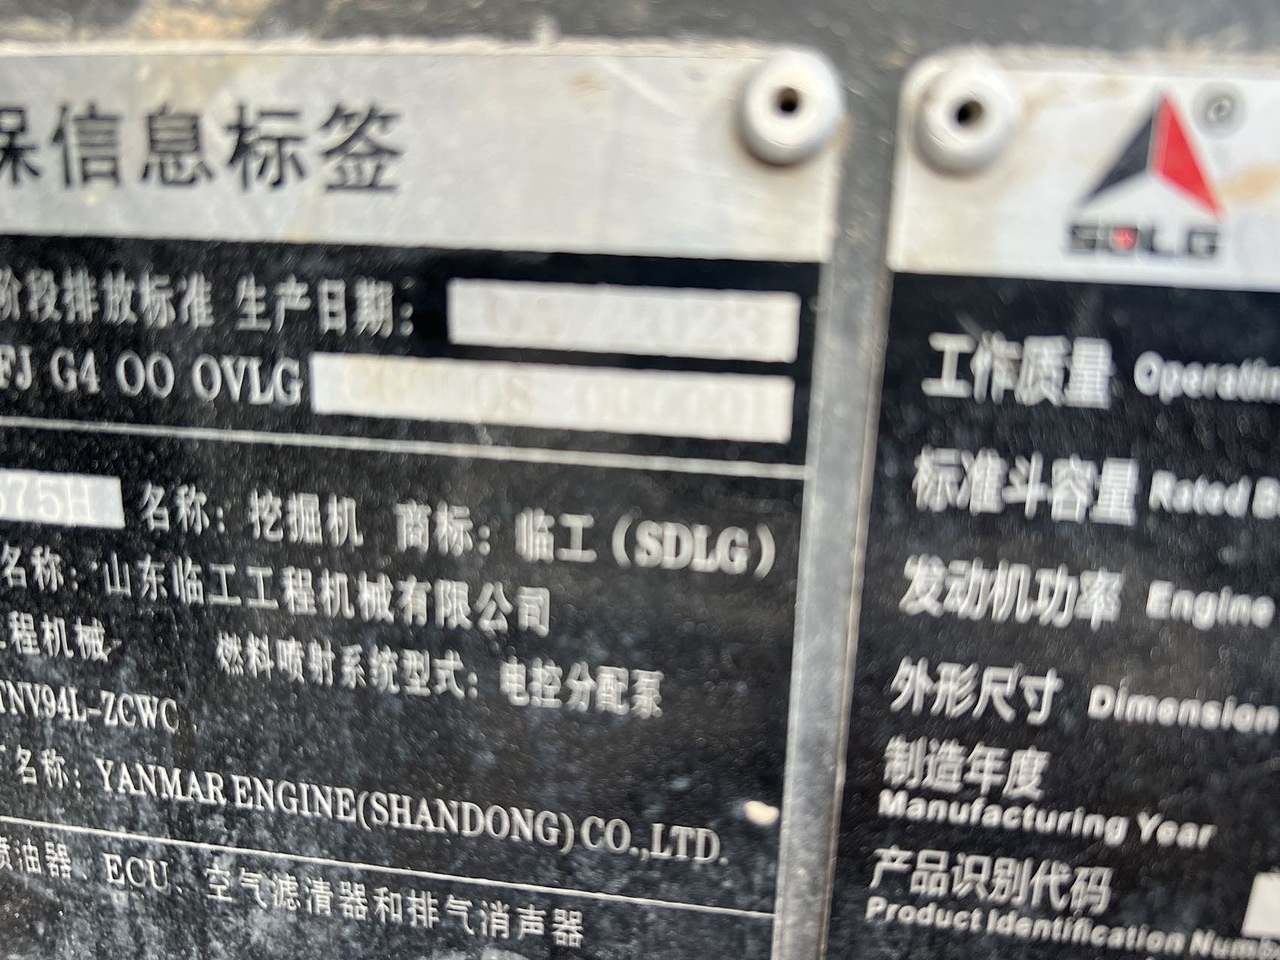 保信息标签
阶段排放标准 生产日期：
FJ G4 00 0VLG
675H 名称：挖掘机 商标：临工（SDLG）
名称：山东临工工程机械有限公司
工程机械 燃料喷射系统型式：电控分配泵
TNV94L-ZCWC
名称：YANMAR ENGINE(SHANDONG)CO.,LTD.
喷油器、ECU、空气滤清器和排气消声器
SDLG
工作质量 Operatin
标准斗容量 Rated B
发动机功率 Engine
外形尺寸 Dimension
制造年度
Manufacturing Year
产品识别代码
Product Identification Numb